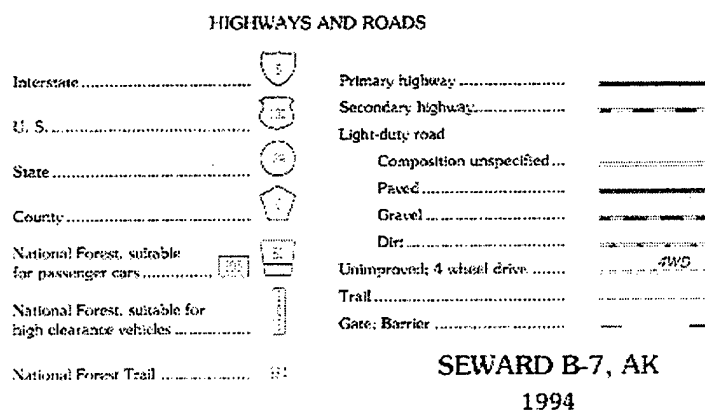 HIGHWAYS AND ROADS
Interstate
U. S.
State
County
National Forest, suitable
for passenger cars
National Forest, suitable for
high clearance vehicles
National Forest Trail
Primary highway
Secondary highway
Light-duty road
Composition unspecified
Paved
Gravel
Dirt
Unimproved; 4 wheel drive
4WD
Trail
Gate; Barrier
SEWARD B-7, AK
1994